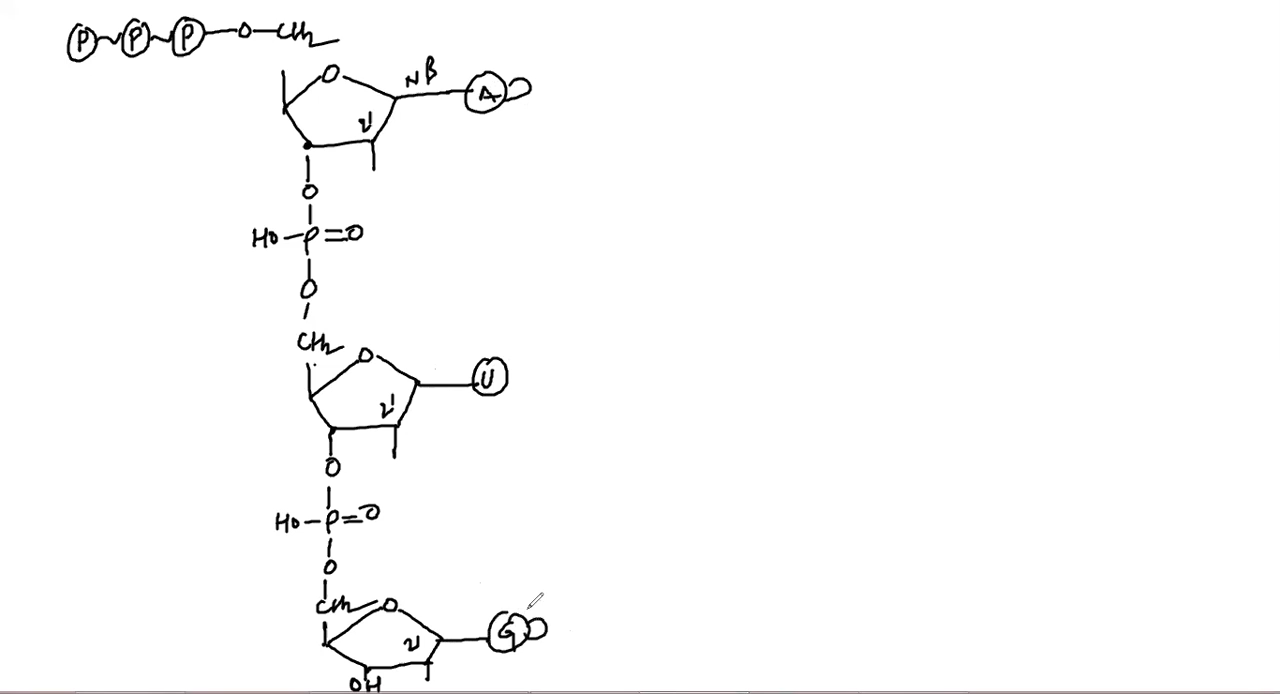 P~P~P-O-CH2
O Nβ A
2'
O
HO-P=O
O
CH2 O U
2'
O
HO-P=O
O
CH2 O G
2'
OH